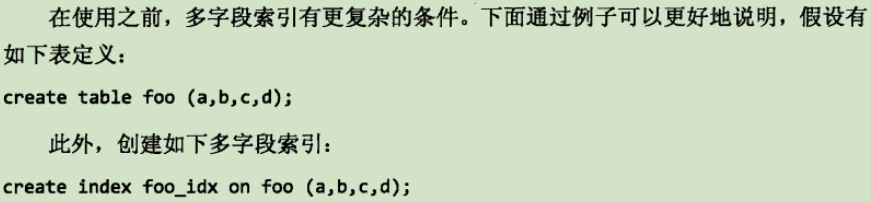 在使用之前，多字段索引有更复杂的条件。下面通过例子可以更好地说明，假设有
如下表定义：
create table foo (a,b,c,d);
此外，创建如下多字段索引：
create index foo_idx on foo (a,b,c,d);